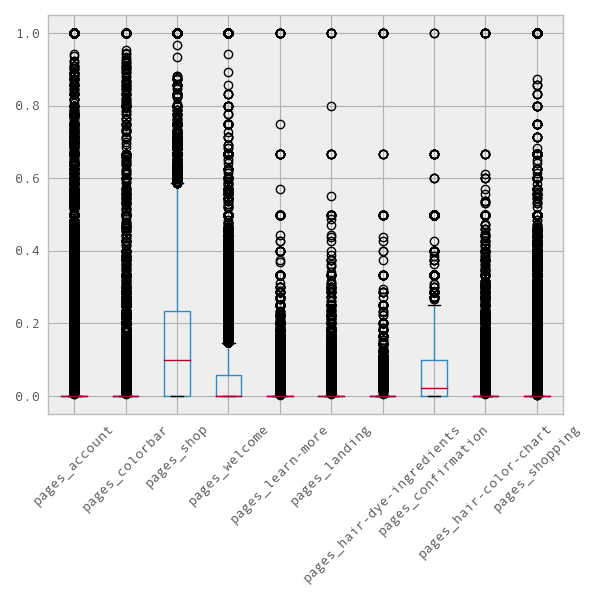 1.0
0.8
0.6
0.4
0.2
0.0
pages_account
pages_colorbar
pages_shop
pages_welcome
pages_learn-more
pages_landing
pages_hair-dye-ingredients
pages_confirmation
pages_hair-color-chart
pages_shopping